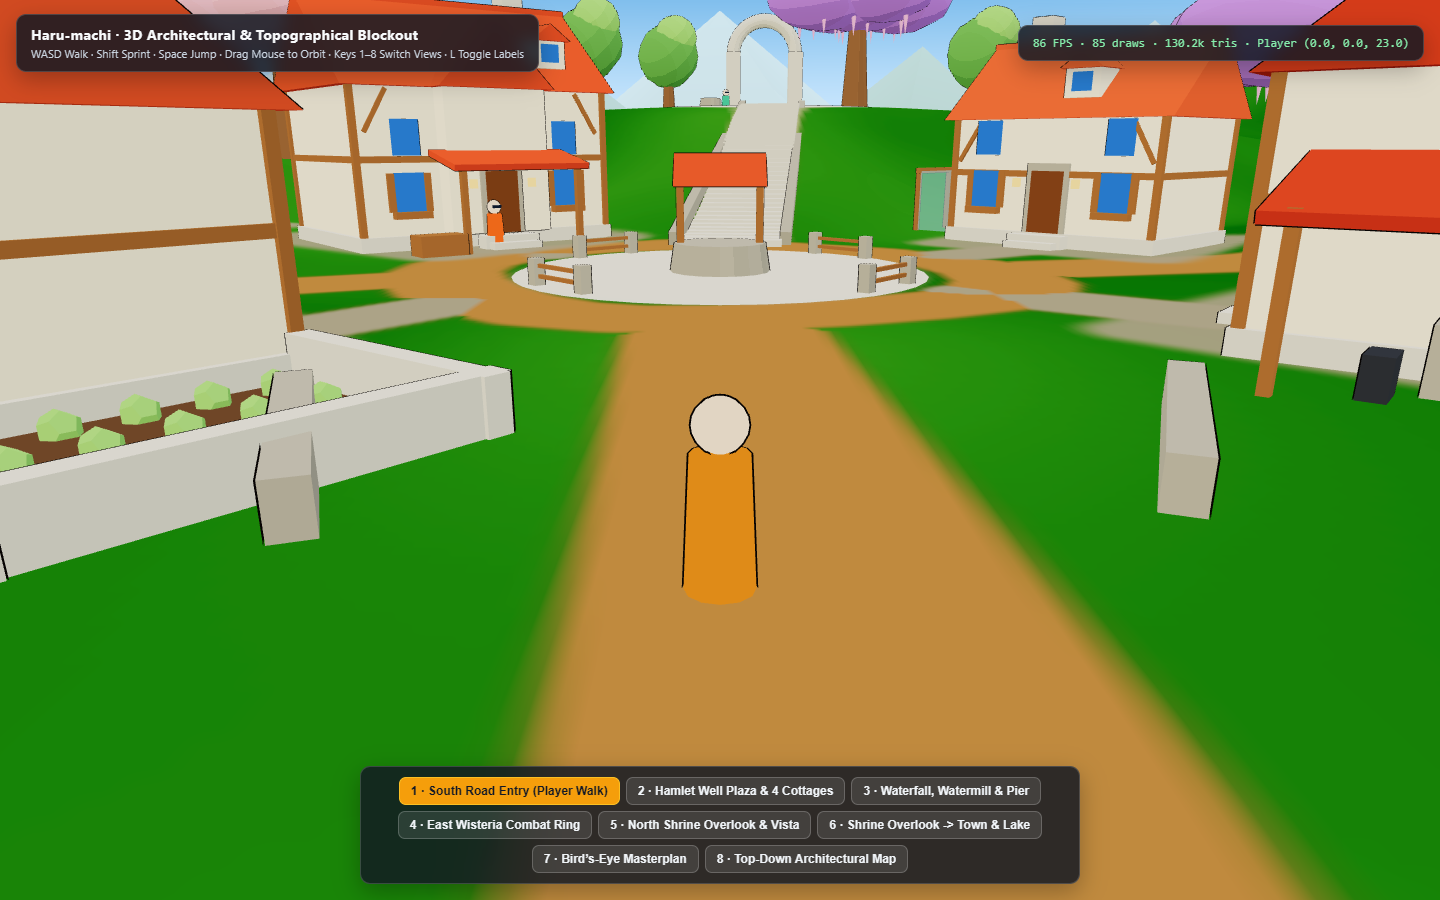 Haru-machi · 3D Architectural & Topographical Blockout
WASD Walk · Shift Sprint · Space Jump · Drag Mouse to Orbit · Keys 1–8 Switch Views · L Toggle Labels
86 FPS · 85 draws · 130.2k tris · Player (0.0, 0.0, 23.0)
1 · South Road Entry (Player Walk)
2 · Hamlet Well Plaza & 4 Cottages
3 · Waterfall, Watermill & Pier
4 · East Wisteria Combat Ring
5 · North Shrine Overlook & Vista
6 · Shrine Overlook -> Town & Lake
7 · Bird's-Eye Masterplan
8 · Top-Down Architectural Map